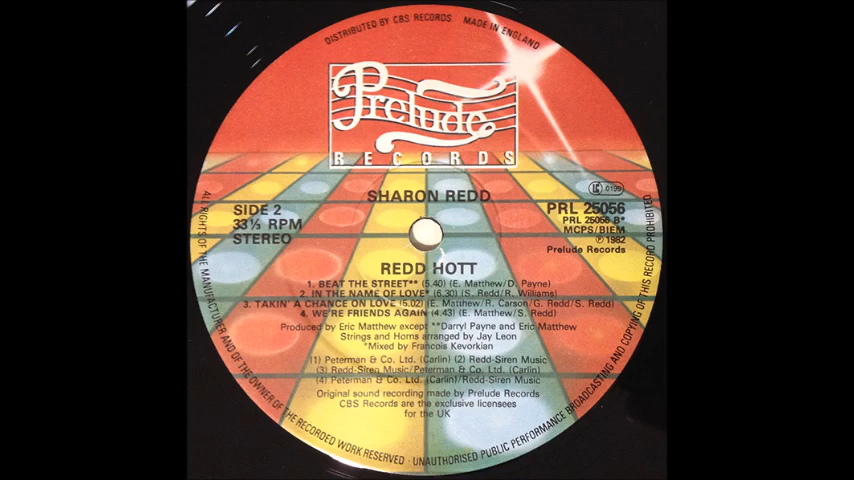 DISTRIBUTED BY CBS RECORDS. MADE IN ENGLAND
Prelude
RECORDS
SHARON REDD
SIDE 2
33⅓ RPM
STEREO
LC 0199
PRL 25056
PRL 25056 B*
MCPS/BIEM
℗ 1982
Prelude Records
REDD HOTT
1. BEAT THE STREET** (5.40) (E. Matthew/D. Payne)
2. IN THE NAME OF LOVE* (6.30) (S. Redd/R. Williams)
3. TAKIN' A CHANCE ON LOVE (5.02) (E. Matthew/R. Carson/G. Redd/S. Redd)
4. WE'RE FRIENDS AGAIN (4.43) (E. Matthew/S. Redd)
Produced by Eric Matthew except **Darryl Payne and Eric Matthew
Strings and Horns arranged by Jay Leon
*Mixed by Francois Kevorkian
(1) Peterman & Co. Ltd. (Carlin) (2) Redd-Siren Music
(3) Redd-Siren Music/Peterman & Co. Ltd. (Carlin)
(4) Peterman & Co. Ltd. (Carlin)/Redd-Siren Music
Original sound recording made by Prelude Records
CBS Records are the exclusive licensees
for the UK
ALL RIGHTS OF THE MANUFACTURER AND OF THE OWNER OF THE RECORDED WORK RESERVED · UNAUTHORISED PUBLIC PERFORMANCE BROADCASTING AND COPYING OF THIS RECORD PROHIBITED